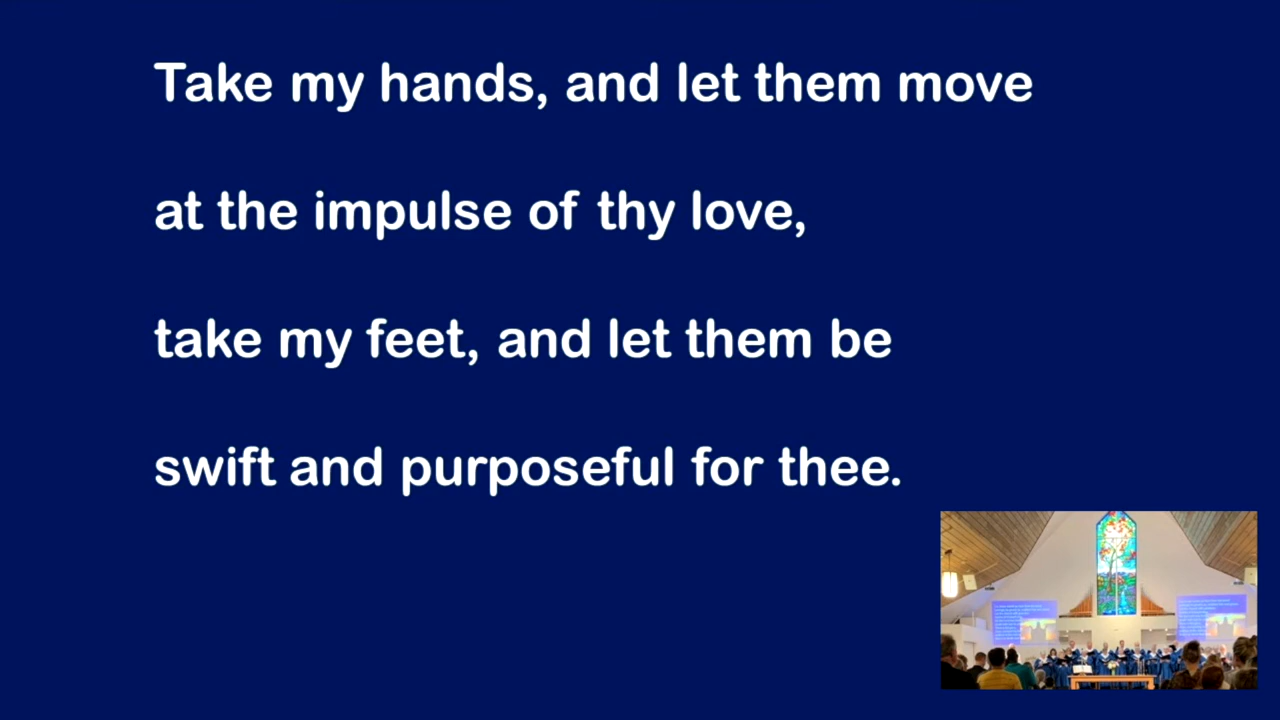 Take my hands, and let them move
at the impulse of thy love,
take my feet, and let them be
swift and purposeful for thee.